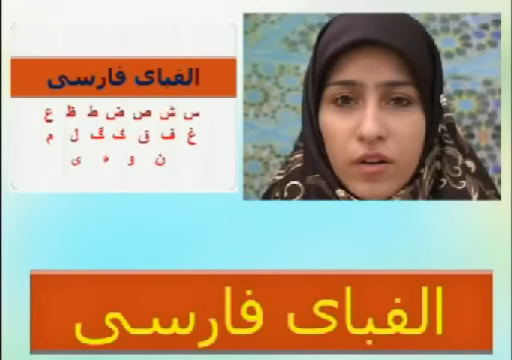 الفبای فارسی
س ش ص ض ط ظ ع
غ ف ق ک گ ل م
ن و ه ی
الفبای فارسی